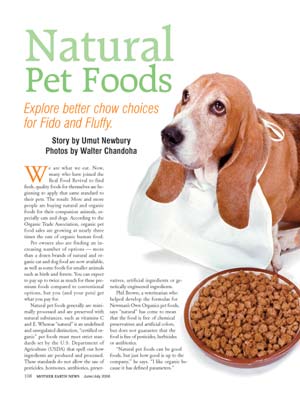 Natural
Pet Foods
Explore better chow choices
for Fido and Fluffy.
Story by Umut Newbury
Photos by Walter Chandoha
We are what we eat. Now,
many who have joined the
Real Food Revival to find
fresh, quality foods for themselves are be-
ginning to apply that same standard to
their pets. The result: More and more
people are buying natural and organic
foods for their companion animals, es-
pecially cats and dogs. According to the
Organic Trade Association, organic pet
food sales are growing at nearly three
times the rate of organic human food.
Pet owners also are finding an in-
creasing number of options — more
than a dozen brands of natural and or-
ganic cat and dog food are now available,
as well as some foods for smaller animals
such as birds and ferrets. You can expect
to pay up to twice as much for these pre-
mium foods compared to conventional
options, but you (and your pets) get
what you pay for.
Natural pet foods generally are mini-
mally processed and are preserved with
natural substances, such as vitamins C
and E. Whereas "natural" is an undefined
and unregulated distinction, "certified or-
ganic" pet foods must meet strict stan-
dards set by the U.S. Department of
Agriculture (USDA) that spell out how
ingredients are produced and processed.
These standards do not allow the use of
pesticides, hormones, antibiotics, preser-
vatives, artificial ingredients or ge-
netically engineered ingredients.
Phil Brown, a veterinarian who
helped develop the formulas for
Newman's Own Organics pet foods,
says "natural" has come to mean
that the food is free of chemical
preservatives and artificial colors,
but does not guarantee that the
food is free of pesticides, herbicides
or antibiotics.
"Natural pet foods can be good
foods, but just how good is up to the
company," he says. "I like organic be-
cause it has defined parameters."
108 MOTHER EARTH NEWS June/July 2006